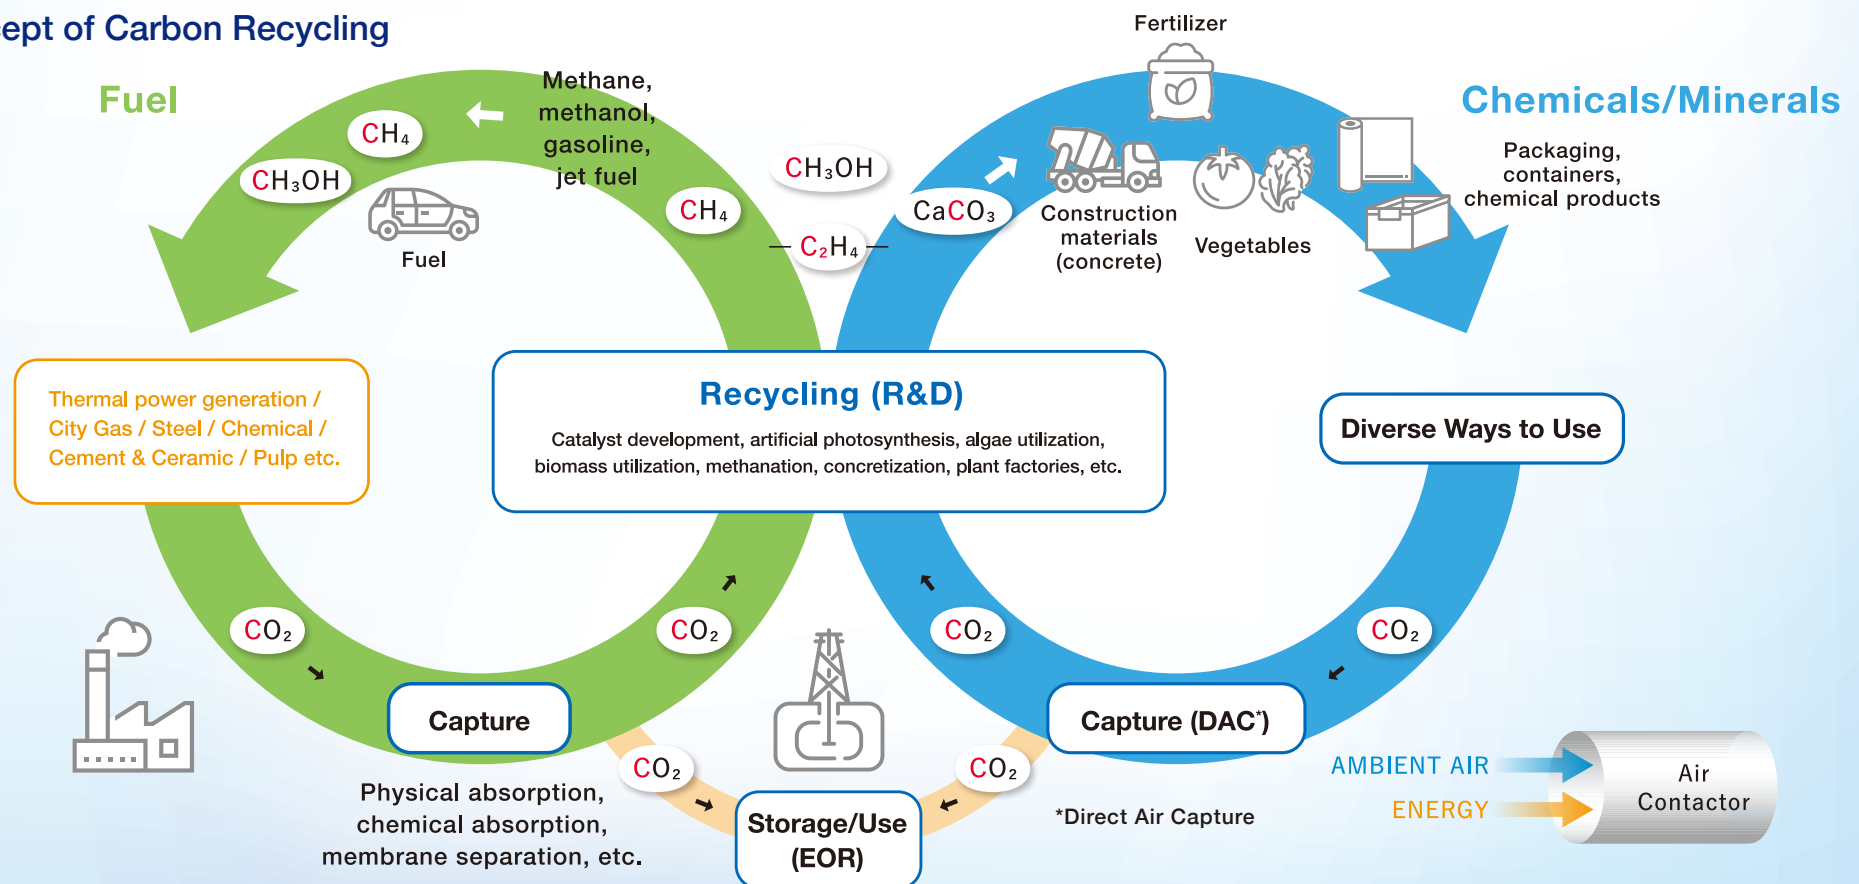 cept of Carbon Recycling
Fuel
Methane,
methanol,
gasoline,
jet fuel
CH₄
CH₃OH
Fuel
CH₄
CH₃OH
C₂H₄
CaCO₃
Fertilizer
Construction
materials
(concrete)
Vegetables
Chemicals/Minerals
Packaging,
containers,
chemical products
Thermal power generation /
City Gas / Steel / Chemical /
Cement & Ceramic / Pulp etc.
Recycling (R&D)
Catalyst development, artificial photosynthesis, algae utilization,
biomass utilization, methanation, concretization, plant factories, etc.
Diverse Ways to Use
CO₂
CO₂
CO₂
CO₂
Capture
Capture (DAC*)
CO₂
CO₂
Physical absorption,
chemical absorption,
membrane separation, etc.
Storage/Use
(EOR)
*Direct Air Capture
AMBIENT AIR
ENERGY
Air
Contactor